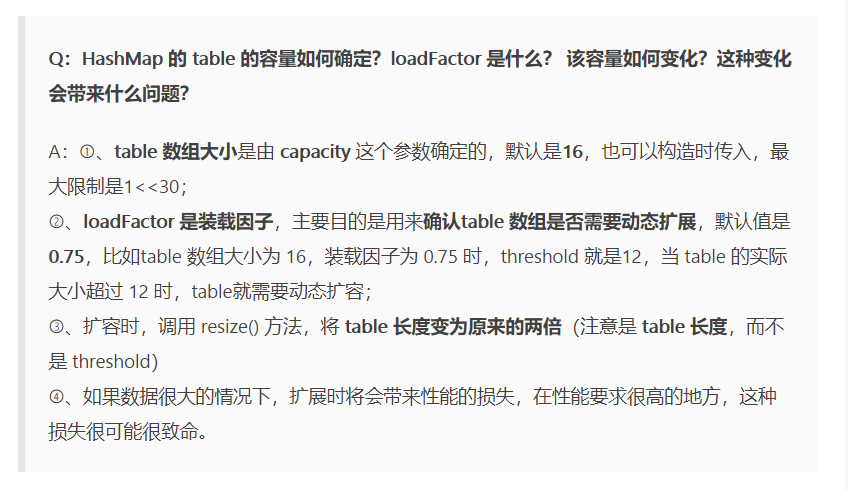 Q：HashMap 的 table 的容量如何确定？loadFactor 是什么？ 该容量如何变化？这种变化
会带来什么问题？
A：①、table 数组大小是由 capacity 这个参数确定的，默认是16，也可以构造时传入，最
大限制是1<<30；
②、loadFactor 是装载因子，主要目的是用来确认table 数组是否需要动态扩展，默认值是
0.75，比如table 数组大小为 16，装载因子为 0.75 时，threshold 就是12，当 table 的实际
大小超过 12 时，table就需要动态扩容；
③、扩容时，调用 resize() 方法，将 table 长度变为原来的两倍（注意是 table 长度，而不
是 threshold）
④、如果数据很大的情况下，扩展时将会带来性能的损失，在性能要求很高的地方，这种
损失很可能很致命。